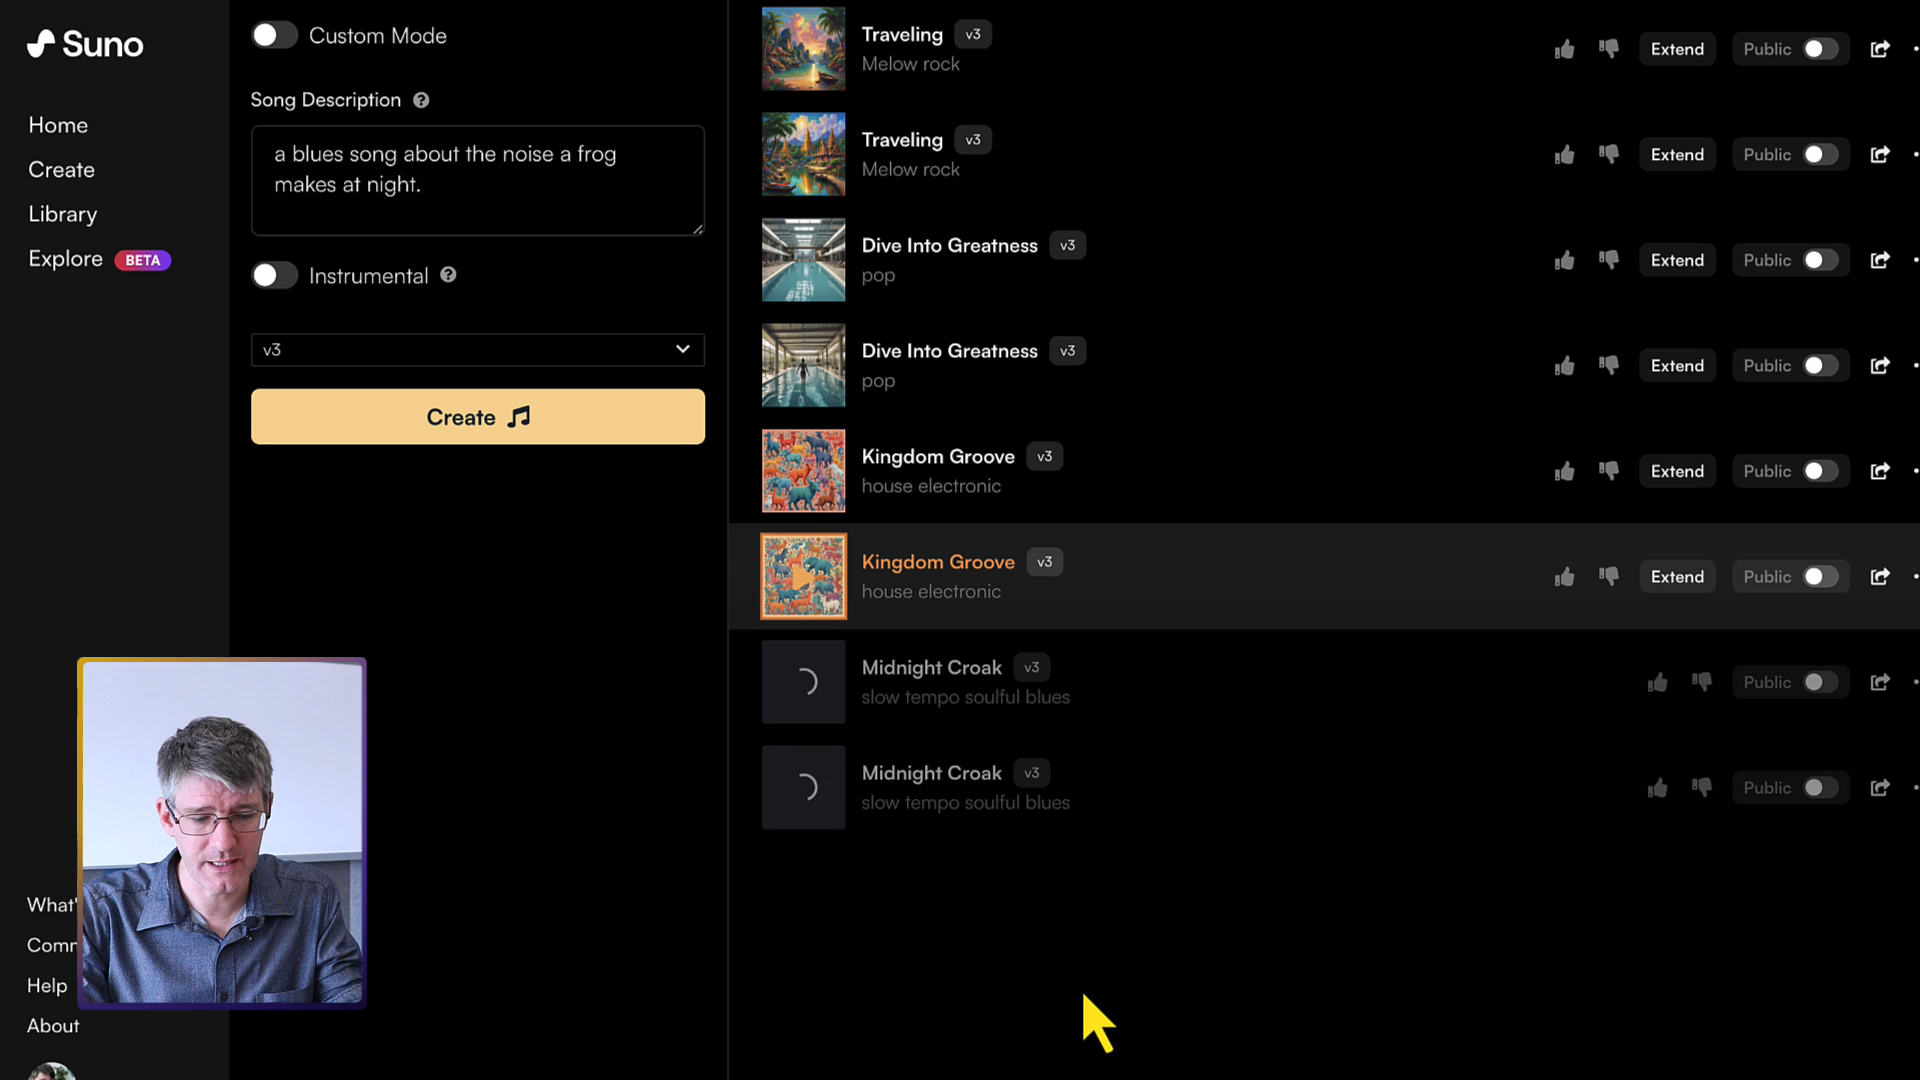 Suno
Home
Create
Library
Explore BETA
Help
About
Custom Mode
Song Description
a blues song about the noise a frog
makes at night.
Instrumental
v3
Create
Traveling v3
Melow rock
Extend Public
Traveling v3
Melow rock
Extend Public
Dive Into Greatness v3
pop
Extend Public
Dive Into Greatness v3
pop
Extend Public
Kingdom Groove v3
house electronic
Extend Public
Kingdom Groove v3
house electronic
Extend Public
Midnight Croak v3
slow tempo soulful blues
Public
Midnight Croak v3
slow tempo soulful blues
Public